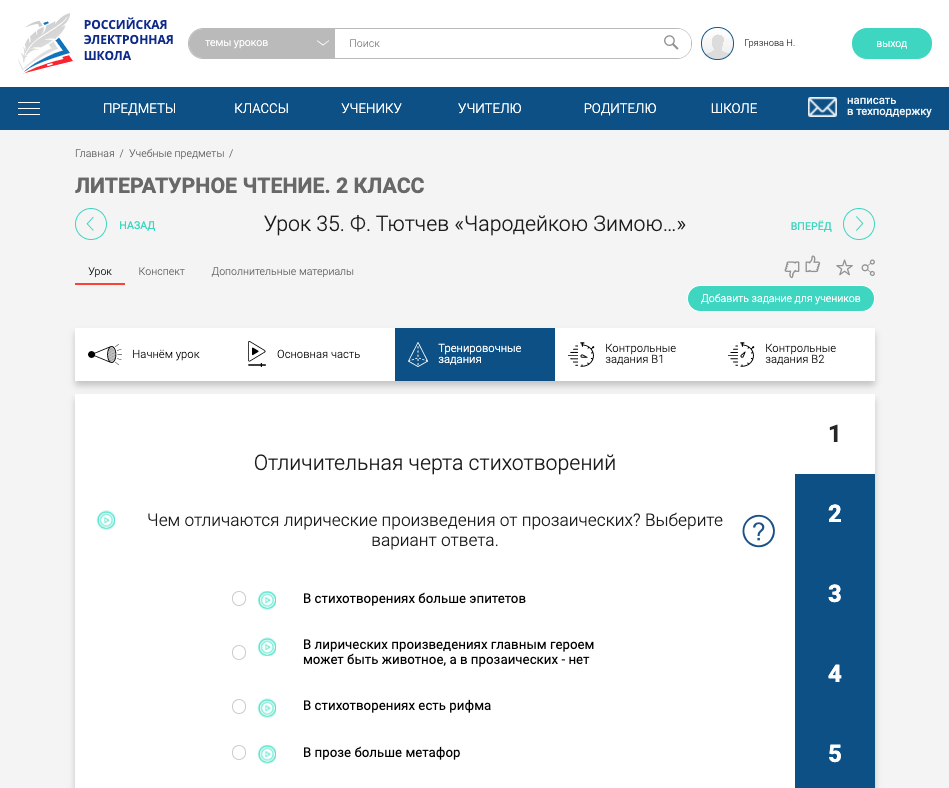 РОССИЙСКАЯ
ЭЛЕКТРОННАЯ
ШКОЛА
темы уроков
Поиск
Грязнова Н.
выход
ПРЕДМЕТЫ
КЛАССЫ
УЧЕНИКУ
УЧИТЕЛЮ
РОДИТЕЛЮ
ШКОЛЕ
написать
в техподдержку
Главная / Учебные предметы /
ЛИТЕРАТУРНОЕ ЧТЕНИЕ. 2 КЛАСС
НАЗАД
Урок 35. Ф. Тютчев «Чародейкою Зимою…»
ВПЕРЁД
Урок
Конспект
Дополнительные материалы
Добавить задание для учеников
Начнём урок
Основная часть
Тренировочные
задания
Контрольные
задания В1
Контрольные
задания В2
1
Отличительная черта стихотворений
2
Чем отличаются лирические произведения от прозаических? Выберите
вариант ответа.
?
3
В стихотворениях больше эпитетов
В лирических произведениях главным героем
может быть животное, а в прозаических - нет
4
В стихотворениях есть рифма
В прозе больше метафор
5